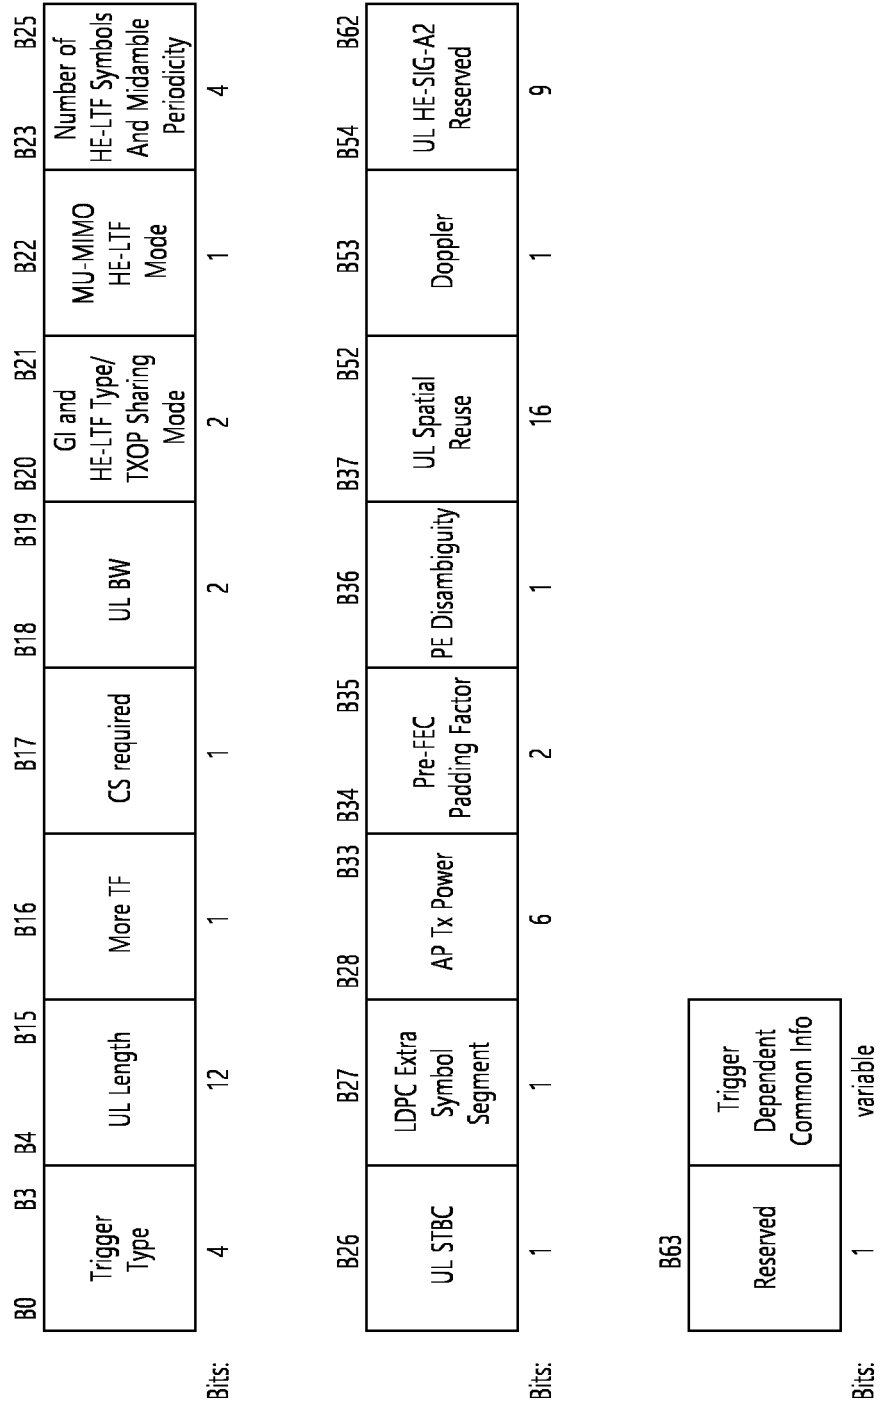 B0 B3 B4 B15 B16 B17 B18 B19 B20 B21 B22 B23 B25
Trigger
Type
UL Length
More TF
CS required
UL BW
GI and
HE-LTF Type/
TXOP Sharing
Mode
MU-MIMO
HE-LTF
Mode
Number of
HE-LTF Symbols
And Midamble
Periodicity
Bits: 4 12 1 1 2 2 1 4
B26 B27 B28 B33 B34 B35 B36 B37 B52 B53 B54 B62
UL STBC
LDPC Extra
Symbol
Segment
AP Tx Power
Pre-FEC
Padding Factor
PE Disambiguity
UL Spatial
Reuse
Doppler
UL HE-SIG-A2
Reserved
Bits: 1 1 6 2 1 16 1 9
B63
Reserved
Trigger
Dependent
Common Info
Bits: 1 variable